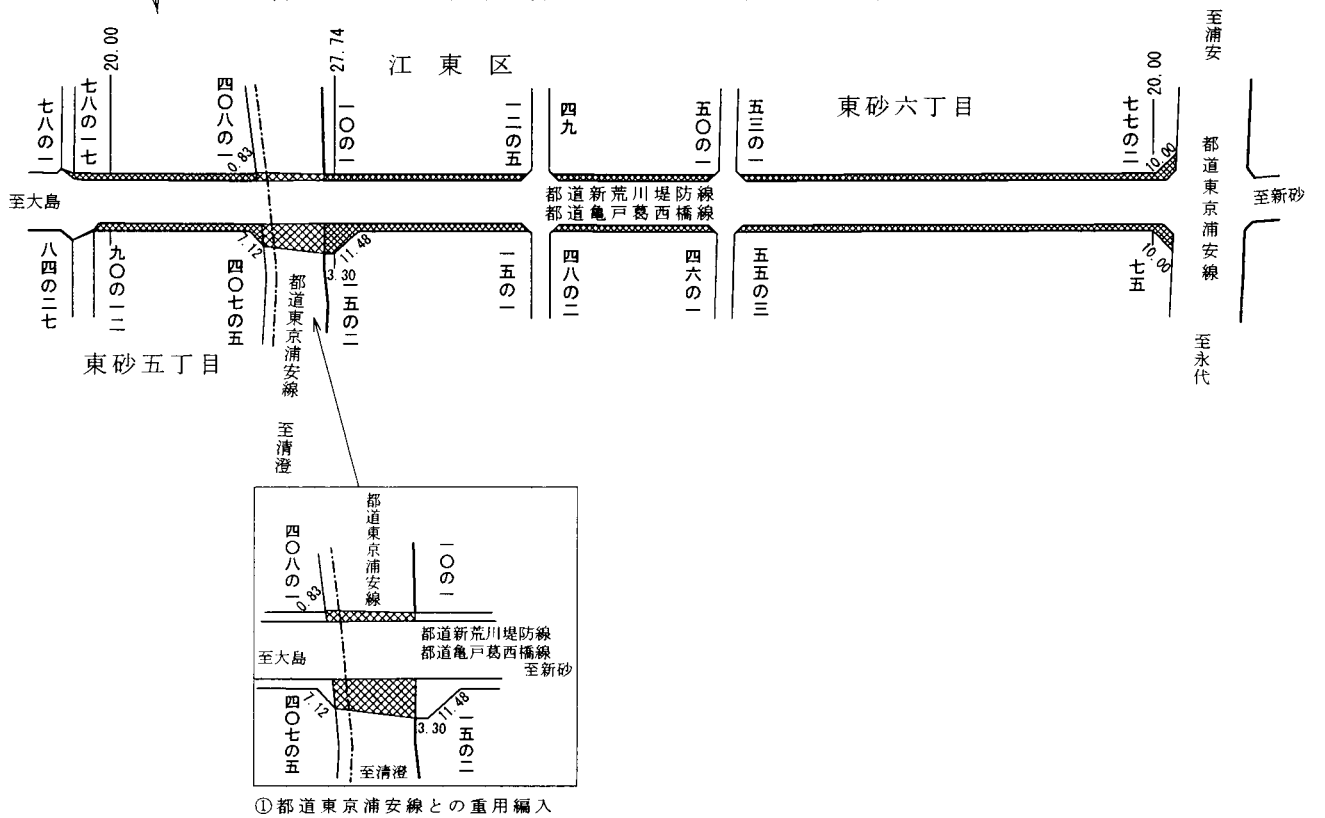 20.00
27.74
江東区
20.00
至浦安
七八の一
七八の一七
四〇八の一
0.83
一〇の一
一二の五
四九
五〇の一
五三の一
東砂六丁目
七七の二
10.00
都道東京浦安線
至大島
都道新荒川堤防線
都道亀戸葛西橋線
至新砂
八四の二七
九〇の一二
7.12
四〇七の五
都道東京浦安線
3.30
11.48
一五の二
一五の一
四八の二
四六の一
五五の三
七五
10.00
至永代
東砂五丁目
至清澄
都道東京浦安線
四〇八の一
0.83
一〇の一
都道新荒川堤防線
都道亀戸葛西橋線
至大島
至新砂
四〇七の五
7.12
3.30
11.48
一五の二
至清澄
①都道東京浦安線との重用編入